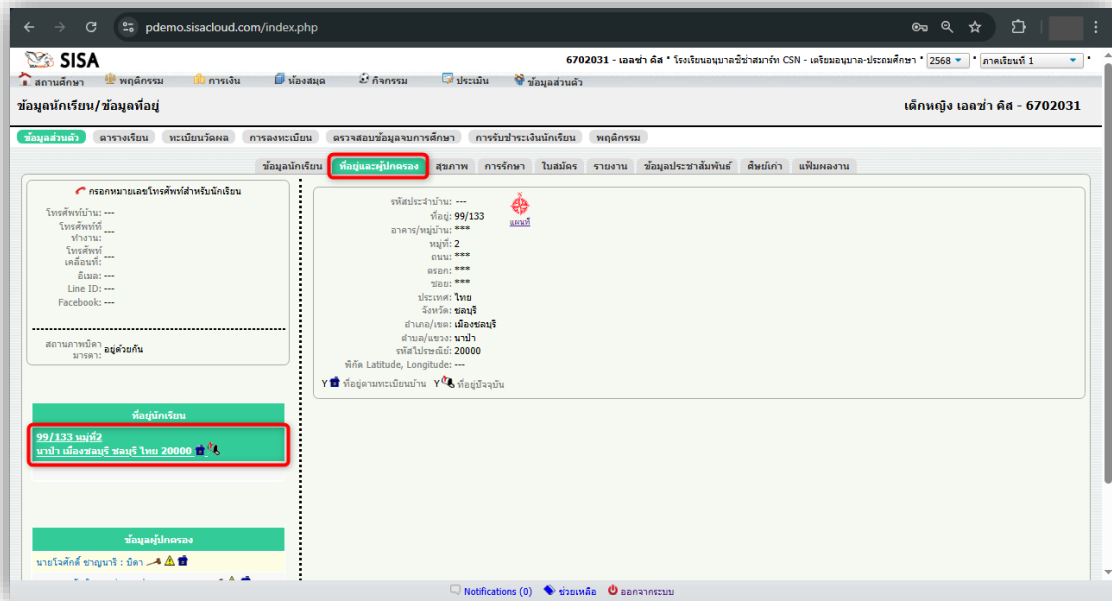 pdemo.sisacloud.com/index.php
SISA
6702031 - เอลซ่า คิส * โรงเรียนอนุบาลชิซ่าสมาร์ท CSN - เตรียมอนุบาล-ประถมศึกษา * 2568 * ภาคเรียนที่ 1
สถานศึกษา พฤติกรรม การเงิน ห้องสมุด กิจกรรม ประเมิน ข้อมูลส่วนตัว
ข้อมูลนักเรียน/ข้อมูลที่อยู่
เด็กหญิง เอลซ่า คิส - 6702031
ข้อมูลส่วนตัว ตารางเรียน ทะเบียนวัดผล การลงทะเบียน ตรวจสอบข้อมูลจบการศึกษา การรับชำระเงินนักเรียน พฤติกรรม
ข้อมูลนักเรียน ที่อยู่และผู้ปกครอง สุขภาพ การรักษา ใบสมัคร รายงาน ข้อมูลประชาสัมพันธ์ ศิษย์เก่า แฟ้มผลงาน
กรอกหมายเลขโทรศัพท์สำหรับนักเรียน
โทรศัพท์บ้าน: ---
โทรศัพท์ที่
ทำงาน: ---
โทรศัพท์
เคลื่อนที่: ---
อีเมล: ---
Line ID: ---
Facebook: ---
สถานภาพบิดา
มารดา: อยู่ด้วยกัน
ที่อยู่นักเรียน
99/133 หมู่ที่2
นาป่า เมืองชลบุรี ชลบุรี ไทย 20000
ข้อมูลผู้ปกครอง
นายโจศักดิ์ ชาญนารี : บิดา
รหัสประจำบ้าน: ---
ที่อยู่: 99/133
อาคาร/หมู่บ้าน: ***
หมู่ที่: 2
ถนน: ***
ตรอก: ***
ซอย: ***
ประเทศ: ไทย
จังหวัด: ชลบุรี
อำเภอ/เขต: เมืองชลบุรี
ตำบล/แขวง: นาป่า
รหัสไปรษณีย์: 20000
พิกัด Latitude, Longitude: ---
Y ที่อยู่ตามทะเบียนบ้าน Y ที่อยู่ปัจจุบัน
N
แผนที่
Notifications (0) ช่วยเหลือ ออกจากระบบ